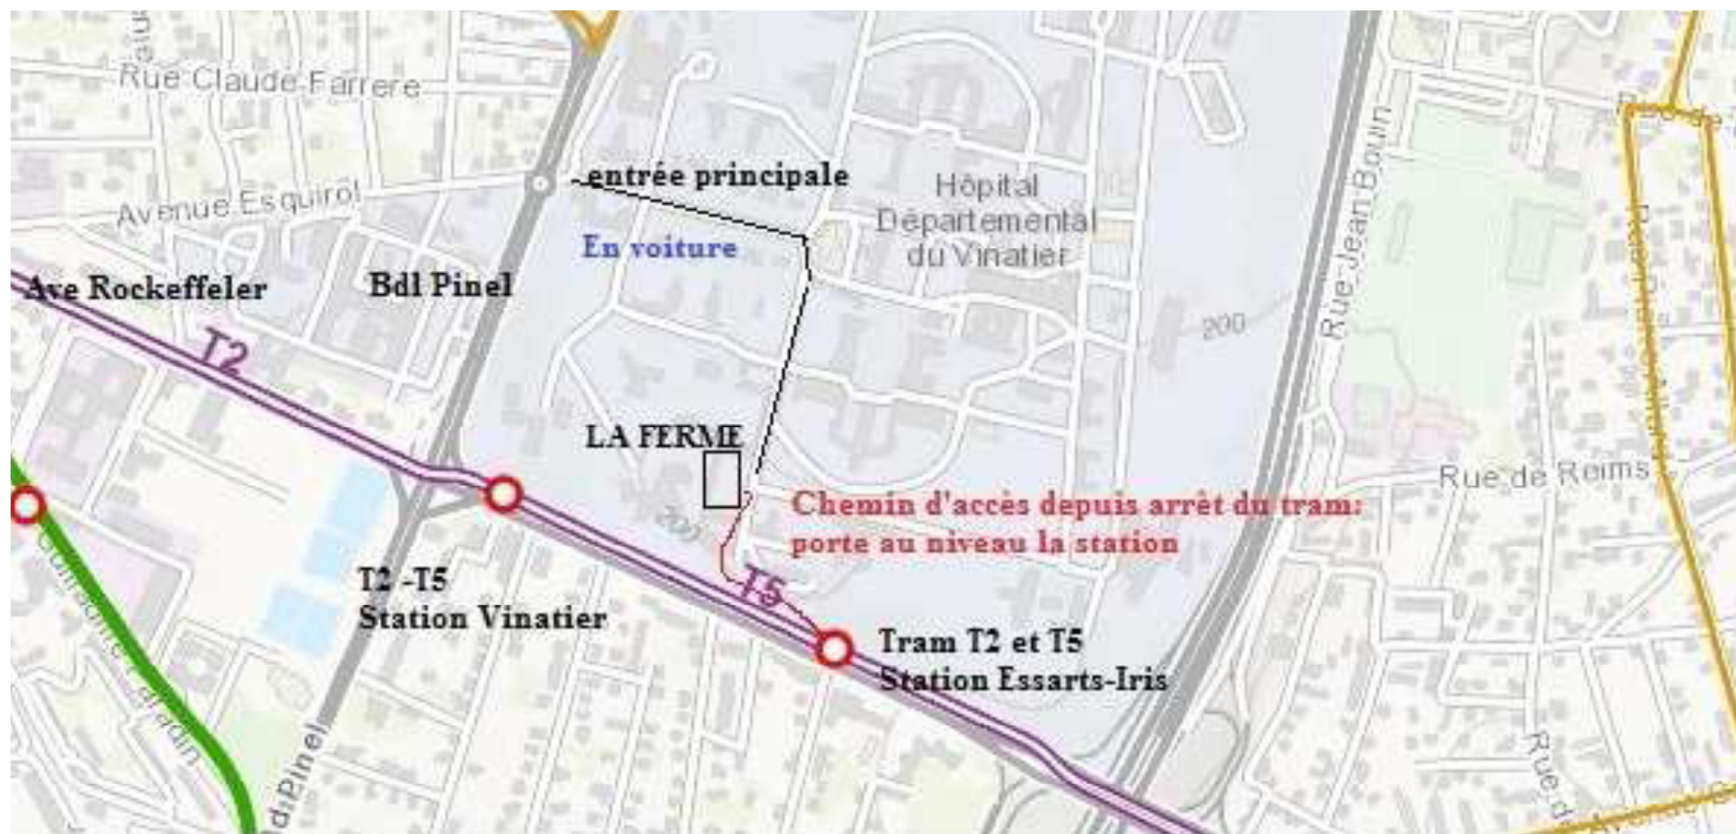 Rue Claude Farrere
Avenue Esquirol
entrée principale
En voiture
Hôpital
Départemental
du Vinatier
Rue Jean Bouin
Ave Rockeffeler
Bdl Pinel
T2
200
LA FERME
200
Rue de Reims
Chemin d'accès depuis arrêt du tram:
porte au niveau la station
T5
T2 -T5
Station Vinatier
Tram T2 et T5
Station Essarts-Iris
Pinel
Rue